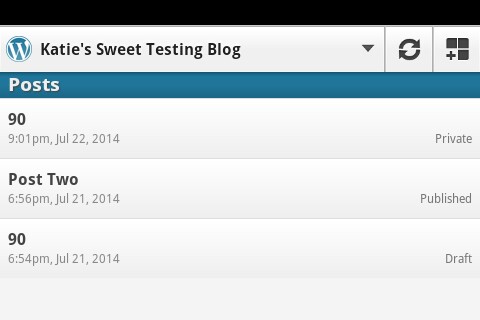 Katie's Sweet Testing Blog
Posts
90
9:01pm, Jul 22, 2014
Private
Post Two
6:56pm, Jul 21, 2014
Published
90
6:54pm, Jul 21, 2014
Draft